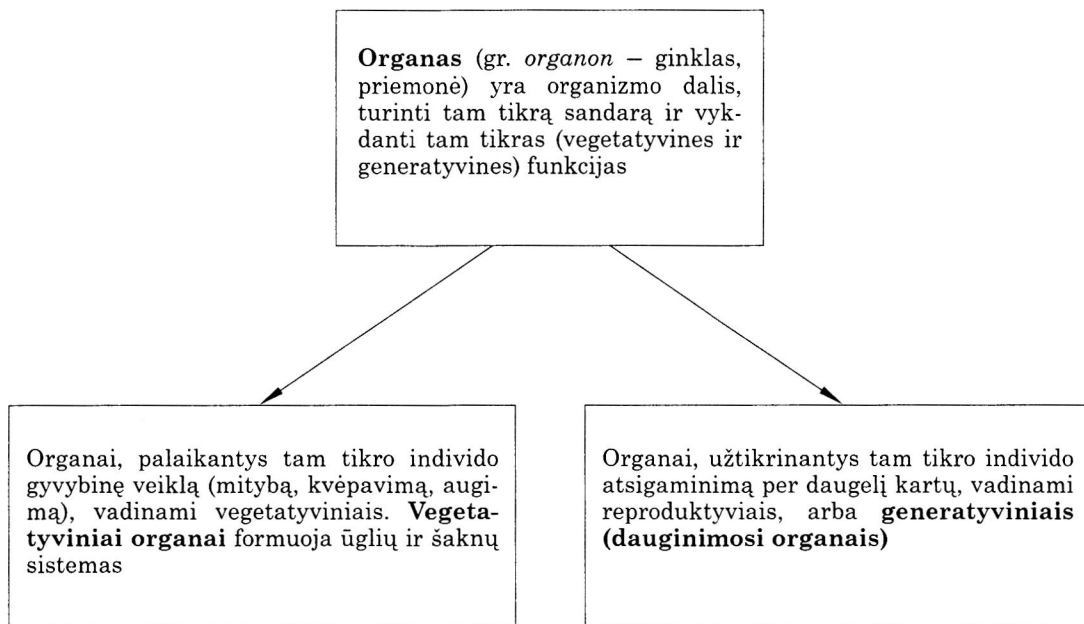 Organas (gr. organon – ginklas,
priemonė) yra organizmo dalis,
turinti tam tikrą sandarą ir vyk-
danti tam tikras (vegetatyvines ir
generatyvines) funkcijas
Organai, palaikantys tam tikro individo
gyvybinę veiklą (mitybą, kvėpavimą, augi-
mą), vadinami vegetatyviniais. Vegeta-
tyviniai organai formuoja ūglių ir šaknų
sistemas
Organai, užtikrinantys tam tikro individo
atsigaminimą per daugelį kartų, vadinami
reproduktyviais, arba generatyviniais
(dauginimosi organais)